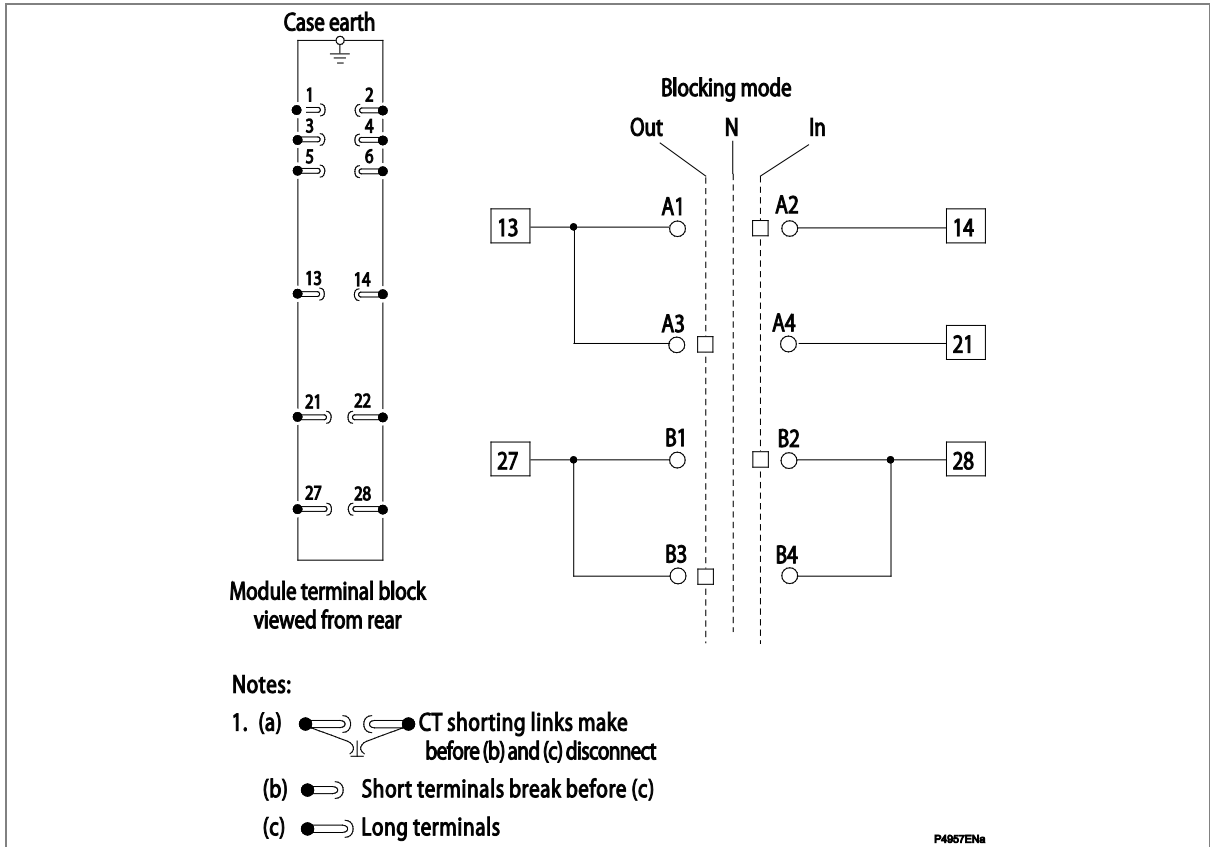 Case earth
1 2
3 4
5 6
13 14
21 22
27 28
Module terminal block
viewed from rear
Blocking mode
Out N In
13 A1 A2 14
A3 A4 21
27 B1 B2 28
B3 B4
Notes:
1. (a) CT shorting links make
before (b) and (c) disconnect
(b) Short terminals break before (c)
(c) Long terminals
P4957ENa